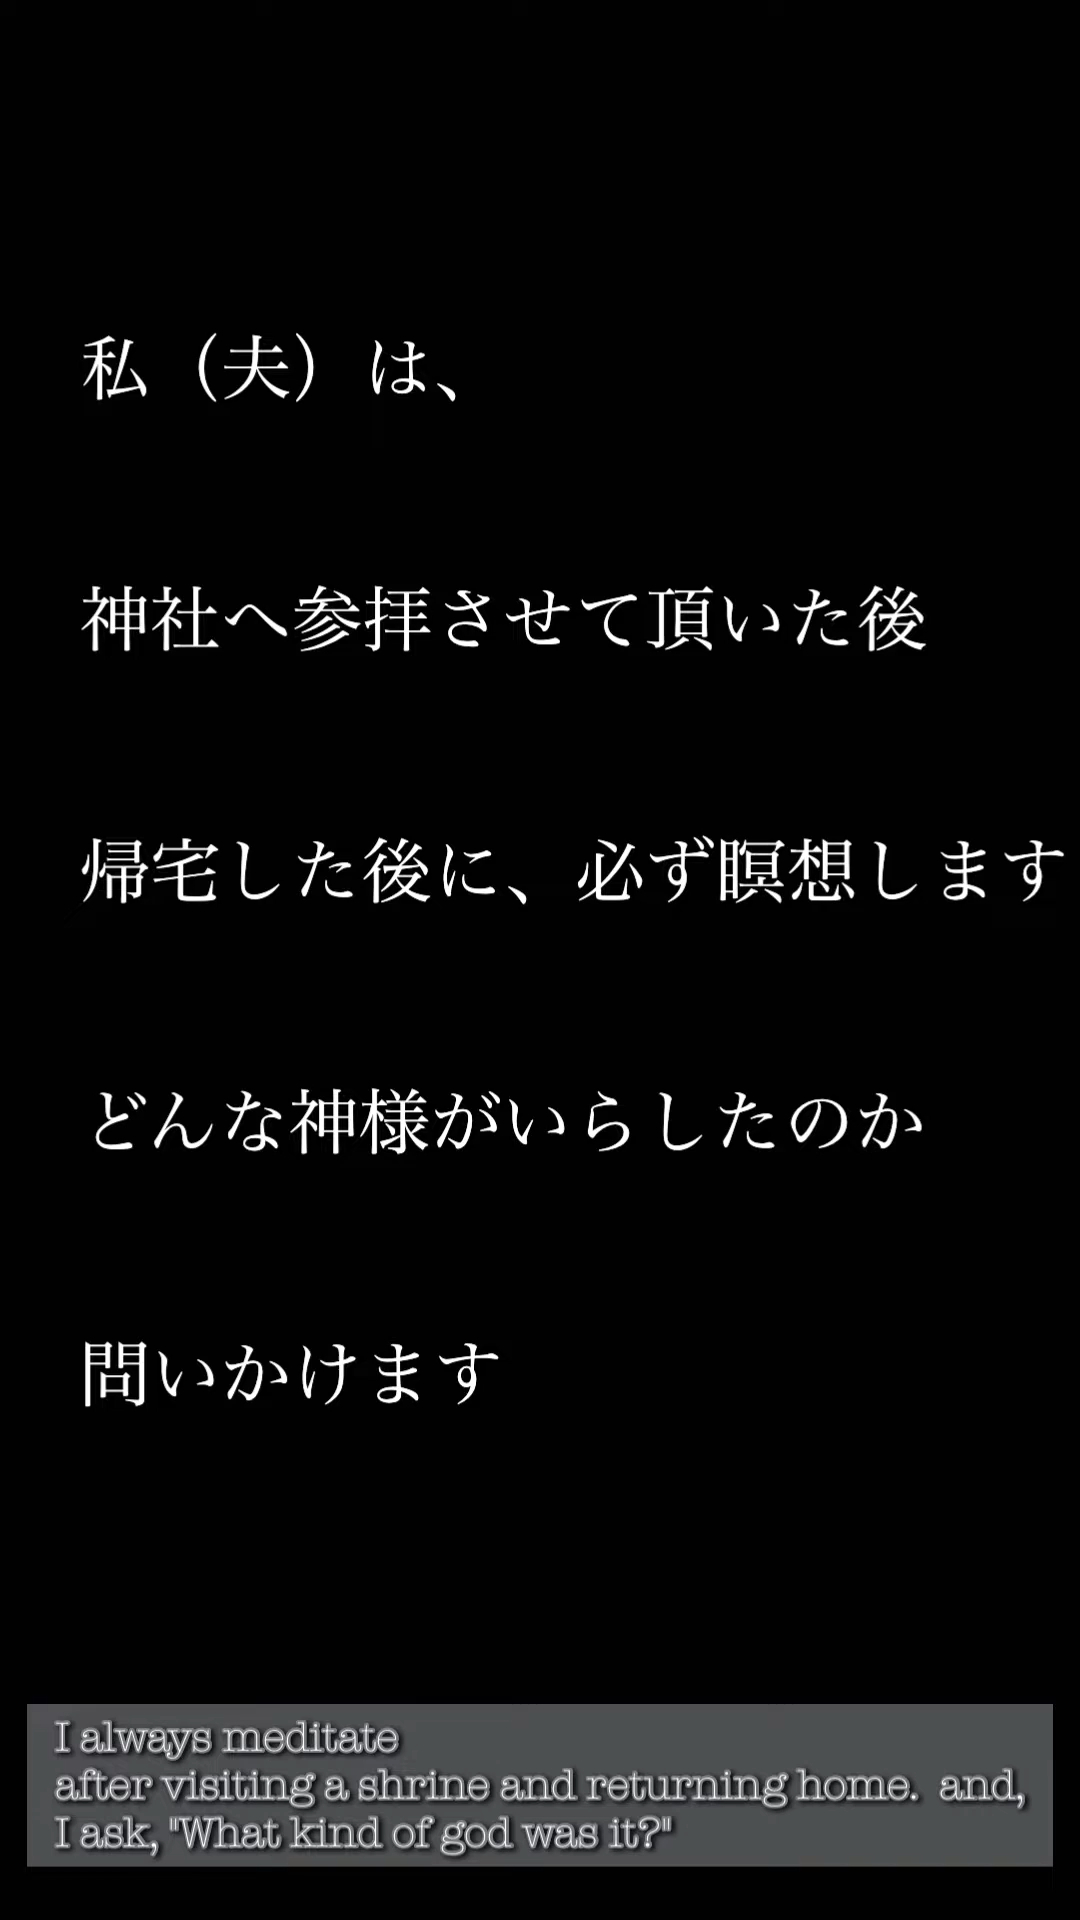 私（夫）は、
神社へ参拝させて頂いた後
帰宅した後に、必ず瞑想します
どんな神様がいらしたのか
問いかけます
I always meditate
after visiting a shrine and returning home.  and,
I ask, "What kind of god was it?"